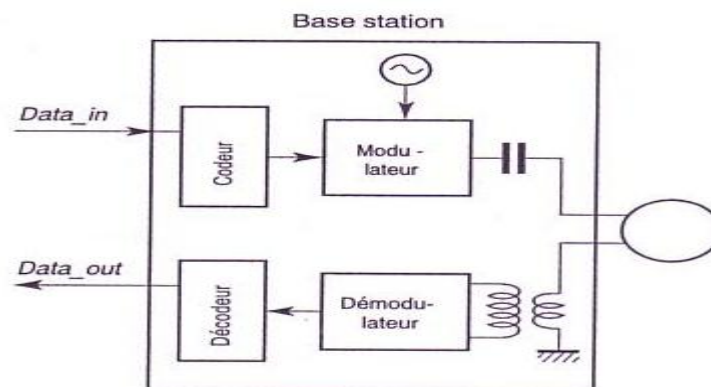 Base station
Data_in
Codeur
Modu -
lateur
Data_out
Décodeur
Démodu-
lateur